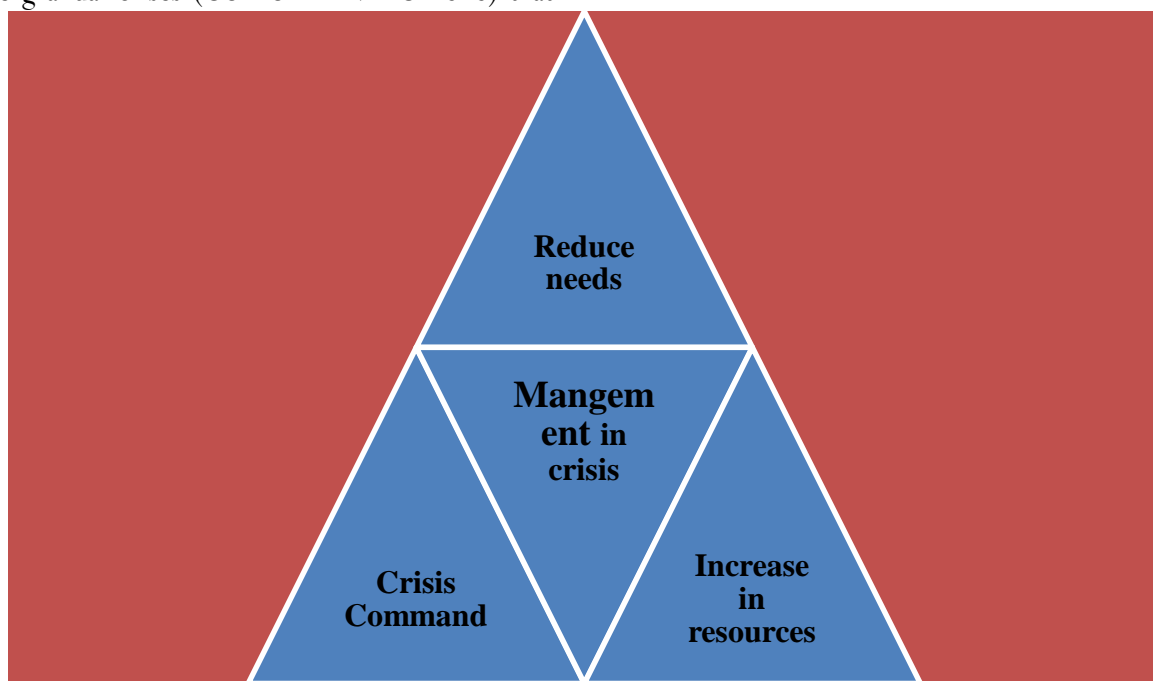 Reduce
needs
Mangem
ent in
crisis
Crisis
Command
Increase
in
resources